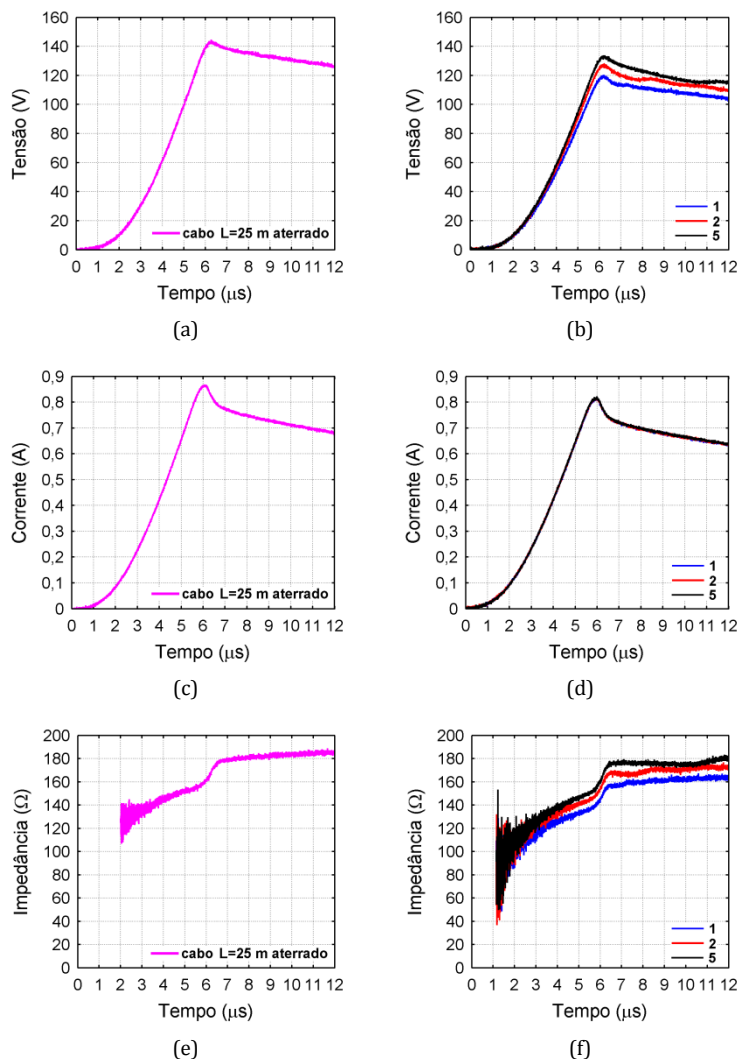 160
140
120
100
80
60
40
20
0
Tensão (V)
cabo L=25 m aterrado
0 1 2 3 4 5 6 7 8 9 10 11 12
Tempo (μs)
(a)
160
140
120
100
80
60
40
20
0
Tensão (V)
1
2
5
0 1 2 3 4 5 6 7 8 9 10 11 12
Tempo (μs)
(b)
0,9
0,8
0,7
0,6
0,5
0,4
0,3
0,2
0,1
0
Corrente (A)
cabo L=25 m aterrado
0 1 2 3 4 5 6 7 8 9 10 11 12
Tempo (μs)
(c)
0,9
0,8
0,7
0,6
0,5
0,4
0,3
0,2
0,1
0
Corrente (A)
1
2
5
0 1 2 3 4 5 6 7 8 9 10 11 12
Tempo (μs)
(d)
200
180
160
140
120
100
80
60
40
20
0
Impedância (Ω)
cabo L=25 m aterrado
0 1 2 3 4 5 6 7 8 9 10 11 12
Tempo (μs)
(e)
200
180
160
140
120
100
80
60
40
20
0
Impedância (Ω)
1
2
5
0 1 2 3 4 5 6 7 8 9 10 11 12
Tempo (μs)
(f)